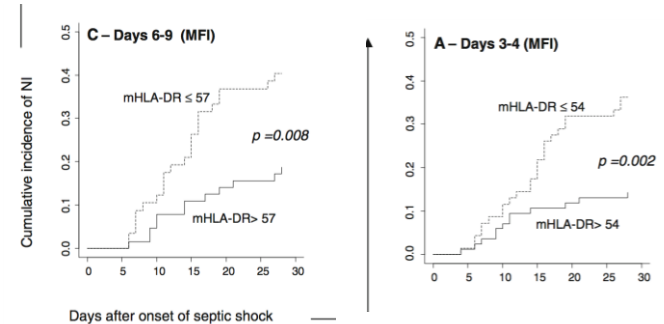 C – Days 6-9 (MFI)
Cumulative incidence of NI
0.5
0.4
0.3
0.2
0.1
0.0
mHLA-DR ≤ 57
p =0.008
mHLA-DR> 57
0 5 10 15 20 25 30
Days after onset of septic shock
A – Days 3-4 (MFI)
0.5
0.4
0.3
0.2
0.1
0.0
mHLA-DR ≤ 54
p =0.002
mHLA-DR> 54
0 5 10 15 20 25 30